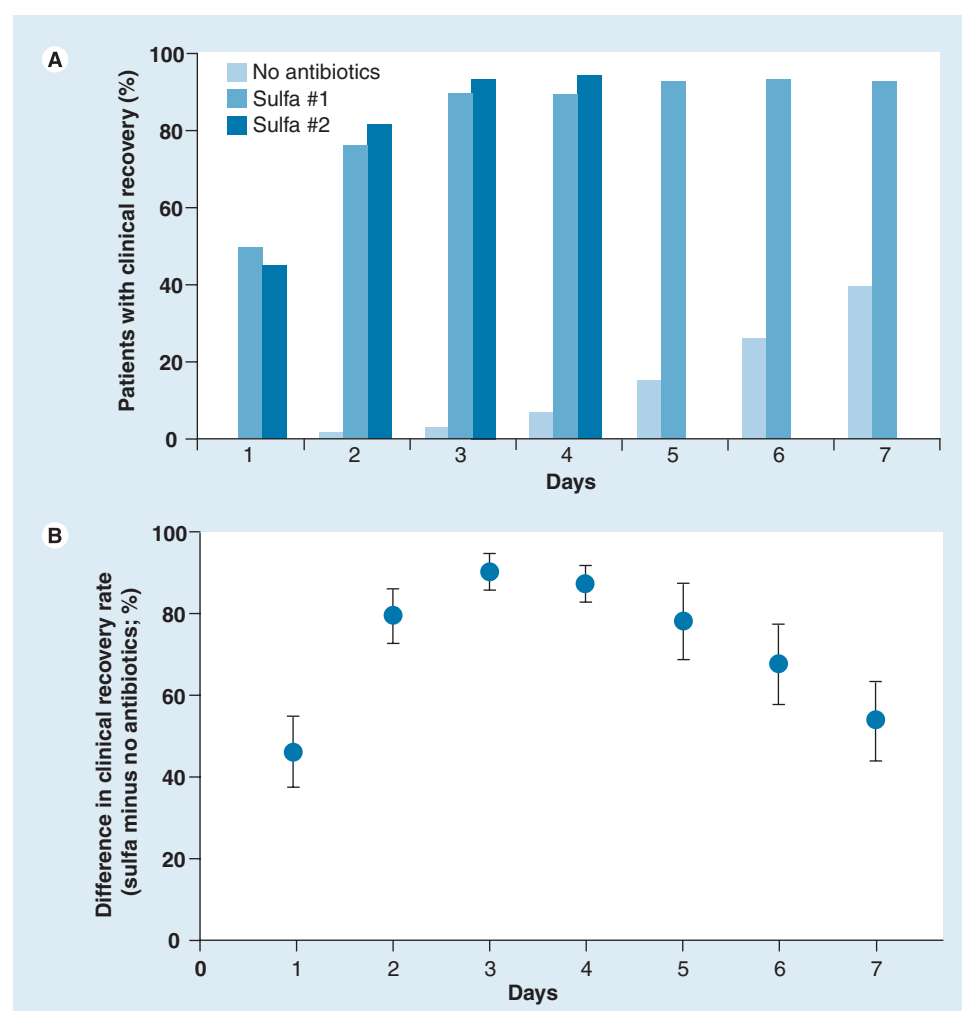 A
Patients with clinical recovery (%)
100
80
60
40
20
0
No antibiotics
Sulfa #1
Sulfa #2
1 2 3 4 5 6 7
Days
B
Difference in clinical recovery rate
(sulfa minus no antibiotics; %)
100
80
60
40
20
0
0 1 2 3 4 5 6 7
Days